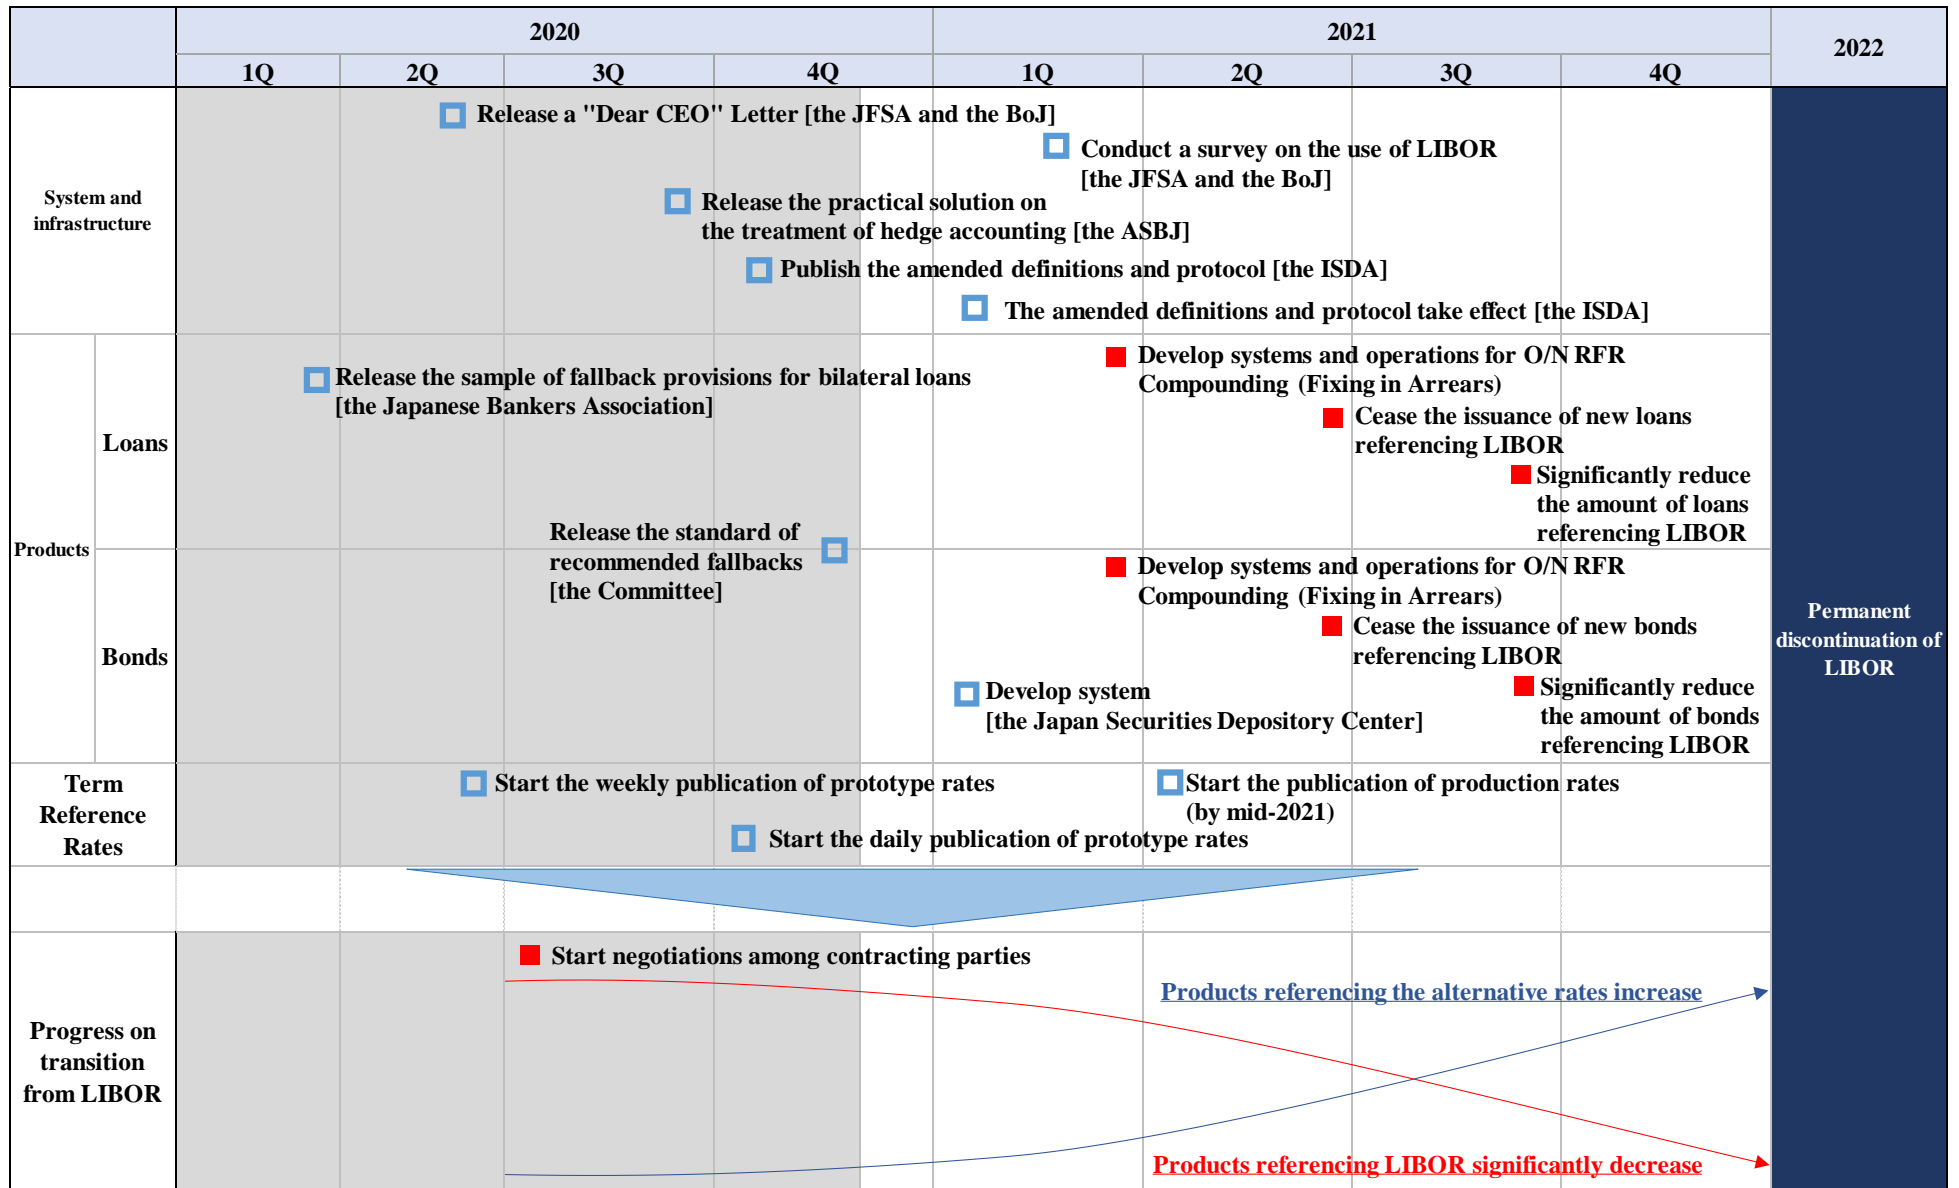 2020
2021
2022
1Q
2Q
3Q
4Q
1Q
2Q
3Q
4Q
System and
infrastructure
Release a "Dear CEO" Letter [the JFSA and the BoJ]
Conduct a survey on the use of LIBOR
[the JFSA and the BoJ]
Release the practical solution on
the treatment of hedge accounting [the ASBJ]
Publish the amended definitions and protocol [the ISDA]
The amended definitions and protocol take effect [the ISDA]
Products
Loans
Release the sample of fallback provisions for bilateral loans
[the Japanese Bankers Association]
Develop systems and operations for O/N RFR
Compounding (Fixing in Arrears)
Cease the issuance of new loans
referencing LIBOR
Significantly reduce
the amount of loans
referencing LIBOR
Release the standard of
recommended fallbacks
[the Committee]
Bonds
Develop systems and operations for O/N RFR
Compounding (Fixing in Arrears)
Cease the issuance of new bonds
referencing LIBOR
Develop system
[the Japan Securities Depository Center]
Significantly reduce
the amount of bonds
referencing LIBOR
Permanent
discontinuation of
LIBOR
Term
Reference
Rates
Start the weekly publication of prototype rates
Start the publication of production rates
(by mid-2021)
Start the daily publication of prototype rates
Progress on
transition
from LIBOR
Start negotiations among contracting parties
Products referencing the alternative rates increase
Products referencing LIBOR significantly decrease